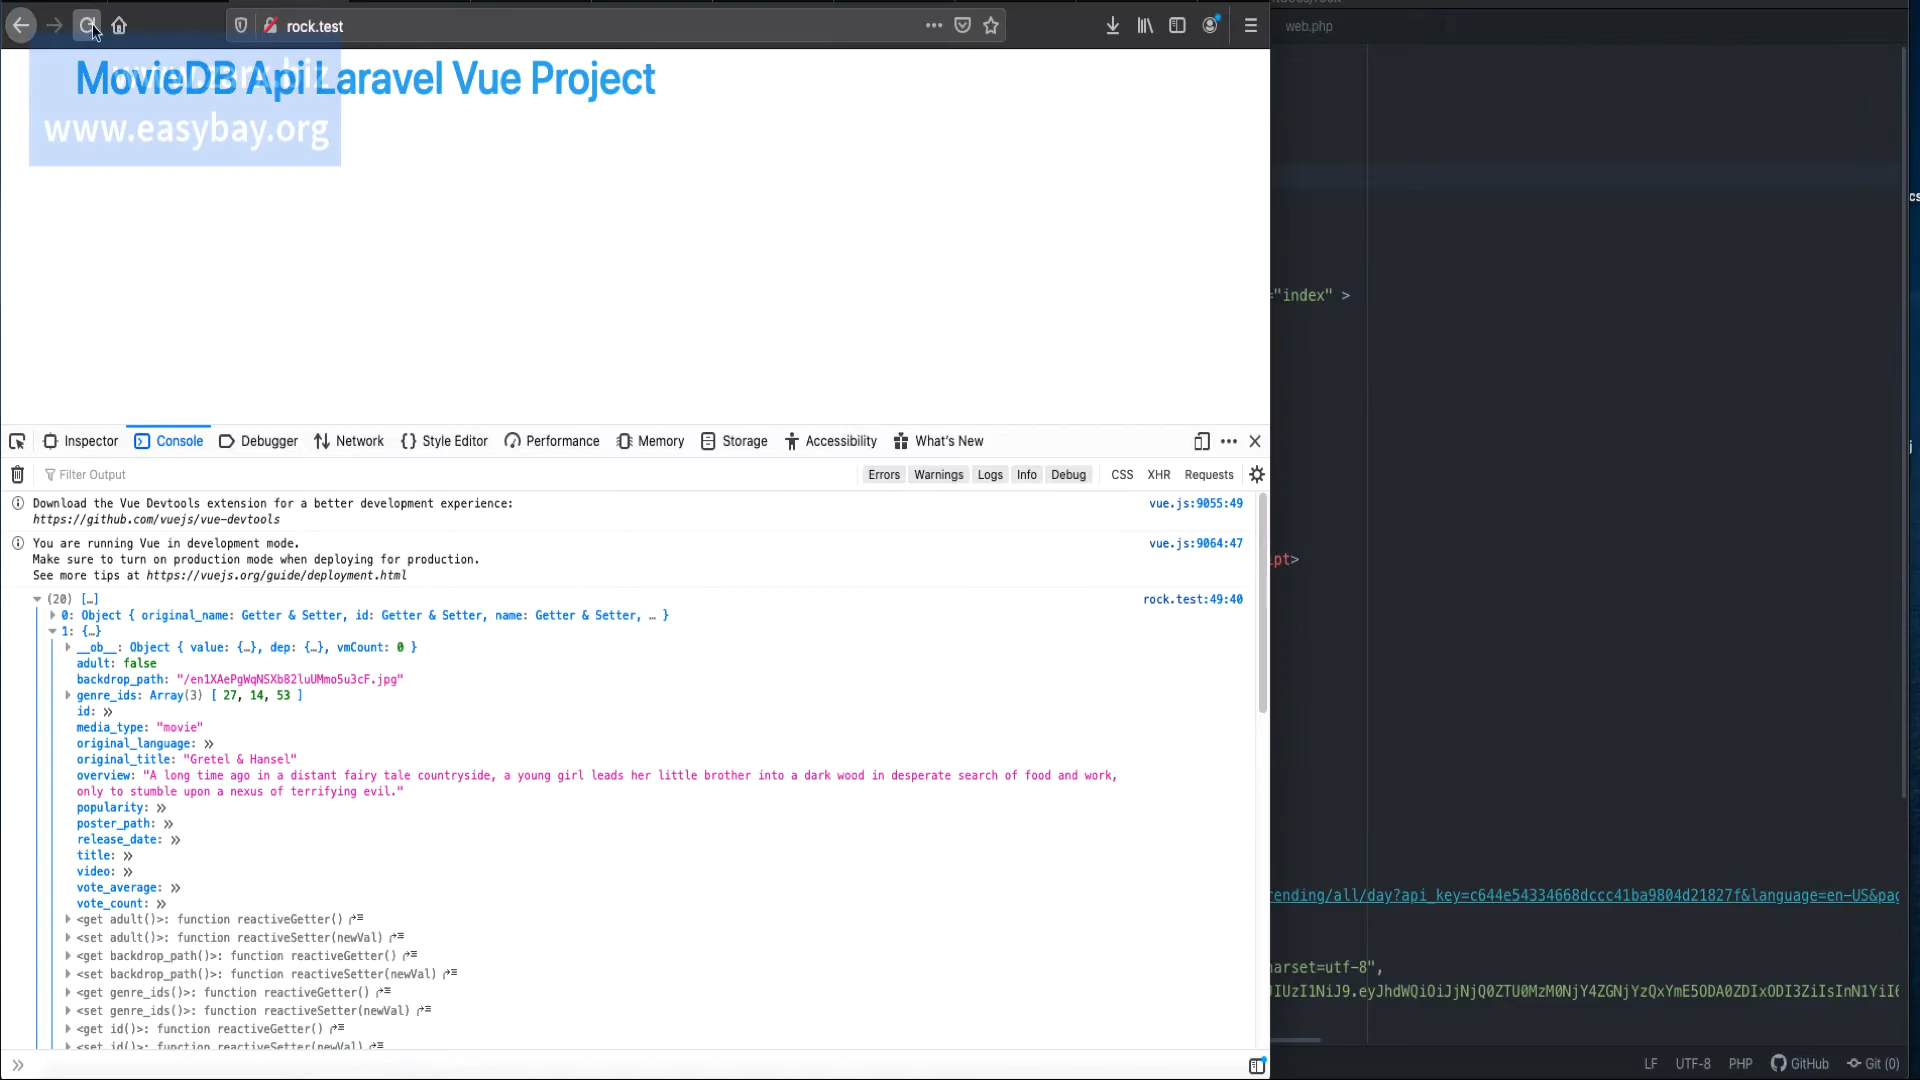 rock.test
web.php
MovieDB Api Laravel Vue Project
www.easybay.org
="index" >
Inspector Console Debugger Network Style Editor Performance Memory Storage Accessibility What's New
Filter Output Errors Warnings Logs Info Debug CSS XHR Requests
Download the Vue Devtools extension for a better development experience: vue.js:9055:49
https://github.com/vuejs/vue-devtools
You are running Vue in development mode. vue.js:9064:47
Make sure to turn on production mode when deploying for production.
See more tips at https://vuejs.org/guide/deployment.html
ipt>
(20) […] rock.test:49:40
0: Object { original_name: Getter & Setter, id: Getter & Setter, name: Getter & Setter, … }
1: {…}
__ob__: Object { value: {…}, dep: {…}, vmCount: 0 }
adult: false
backdrop_path: "/en1XAePgWqNSXb82luUMmo5u3cF.jpg"
genre_ids: Array(3) [ 27, 14, 53 ]
id: »
media_type: "movie"
original_language: »
original_title: "Gretel & Hansel"
overview: "A long time ago in a distant fairy tale countryside, a young girl leads her little brother into a dark wood in desperate search of food and work,
only to stumble upon a nexus of terrifying evil."
popularity: »
poster_path: »
release_date: »
title: »
video: »
vote_average: »
vote_count: »
<get adult()>: function reactiveGetter()
<set adult()>: function reactiveSetter(newVal)
<get backdrop_path()>: function reactiveGetter()
<set backdrop_path()>: function reactiveSetter(newVal)
<get genre_ids()>: function reactiveGetter()
<set genre_ids()>: function reactiveSetter(newVal)
<get id()>: function reactiveGetter()
<set id()>: function reactiveSetter(newVal)
rending/all/day?api_key=c644e54334668dccc41ba9804d21827f&language=en-US&pag
harset=utf-8",
IUzI1NiJ9.eyJhdWQiOiJjNjQ0ZTU0MzM0NjY4ZGNjYzQxYmE5ODA0ZDIxODI3ZiIsInN1YiI6
LF UTF-8 PHP GitHub Git (0)